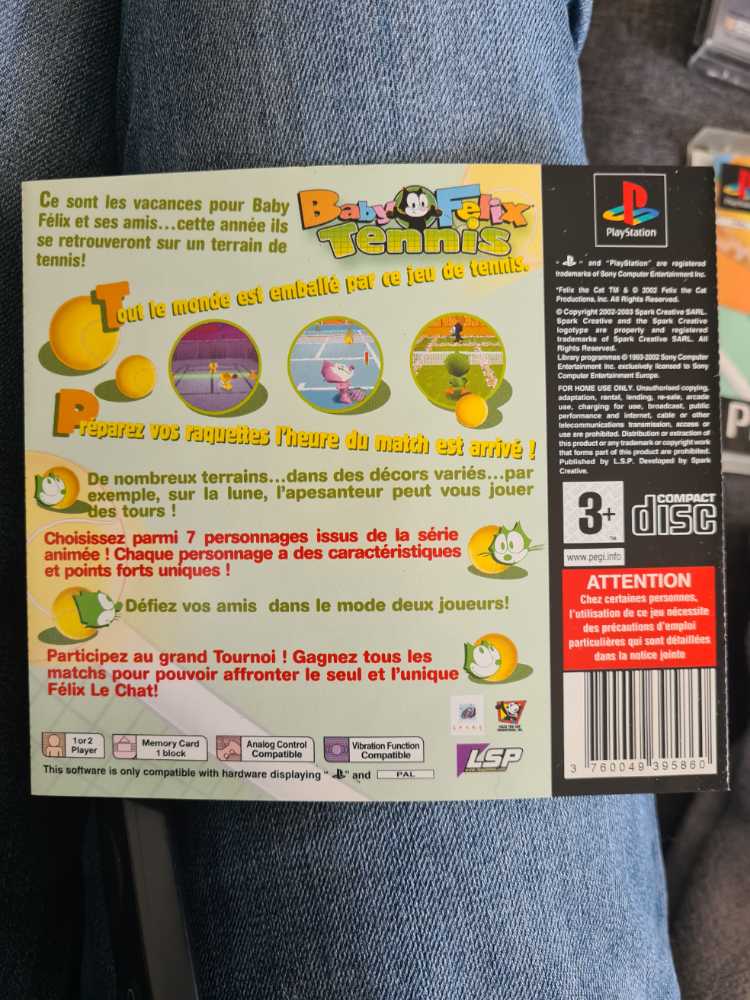 Ce sont les vacances pour Baby
Félix et ses amis...cette année ils
se retrouveront sur un terrain de
tennis!
Baby Felix
Tennis
Tout le monde est emballé par ce jeu de tennis.
Préparez vos raquettes l'heure du match est arrivé !
De nombreux terrains...dans des décors variés...par
exemple, sur la lune, l'apesanteur peut vous jouer
des tours !
Choisissez parmi 7 personnages issus de la série
animée ! Chaque personnage a des caractéristiques
et points forts uniques !
Défiez vos amis dans le mode deux joueurs!
Participez au grand Tournoi ! Gagnez tous les
matchs pour pouvoir affronter le seul et l'unique
Félix Le Chat!
SPARK
LSP
1 or 2
Player
Memory Card
1 block
Analog Control
Compatible
Vibration Function
Compatible
This software is only compatible with hardware displaying " " and PAL
PlayStation
" " and "PlayStation" are registered
trademarks of Sony Computer Entertainment Inc.
"Felix the Cat TM & © 2002 Felix the Cat
Productions, Inc. All Rights Reserved.
© Copyright 2002-2003 Spark Creative SARL.
Spark Creative and the Spark Creative
logotype are property and registered
trademarks of Spark Creative SARL. All
Rights Reserved.
Library programmes © 1993-2002 Sony Computer
Entertainment Inc. exclusively licensed to Sony
Computer Entertainment Europe.
FOR HOME USE ONLY. Unauthorised copying,
adaptation, rental, lending, re-sale, arcade
use, charging for use, broadcast, public
performance and internet, cable or other
telecommunications transmission, access or
use are prohibited. Distribution or extraction of
this product or any trademark or copyright work
that forms part of this product are prohibited.
Published by L.S.P. Developed by Spark
Creative.
3+
www.pegi.info
COMPACT
disc
ATTENTION
Chez certaines personnes,
l'utilisation de ce jeu nécessite
des précautions d'emploi
particulières qui sont détaillées
dans la notice jointe
3 760049 395860
P